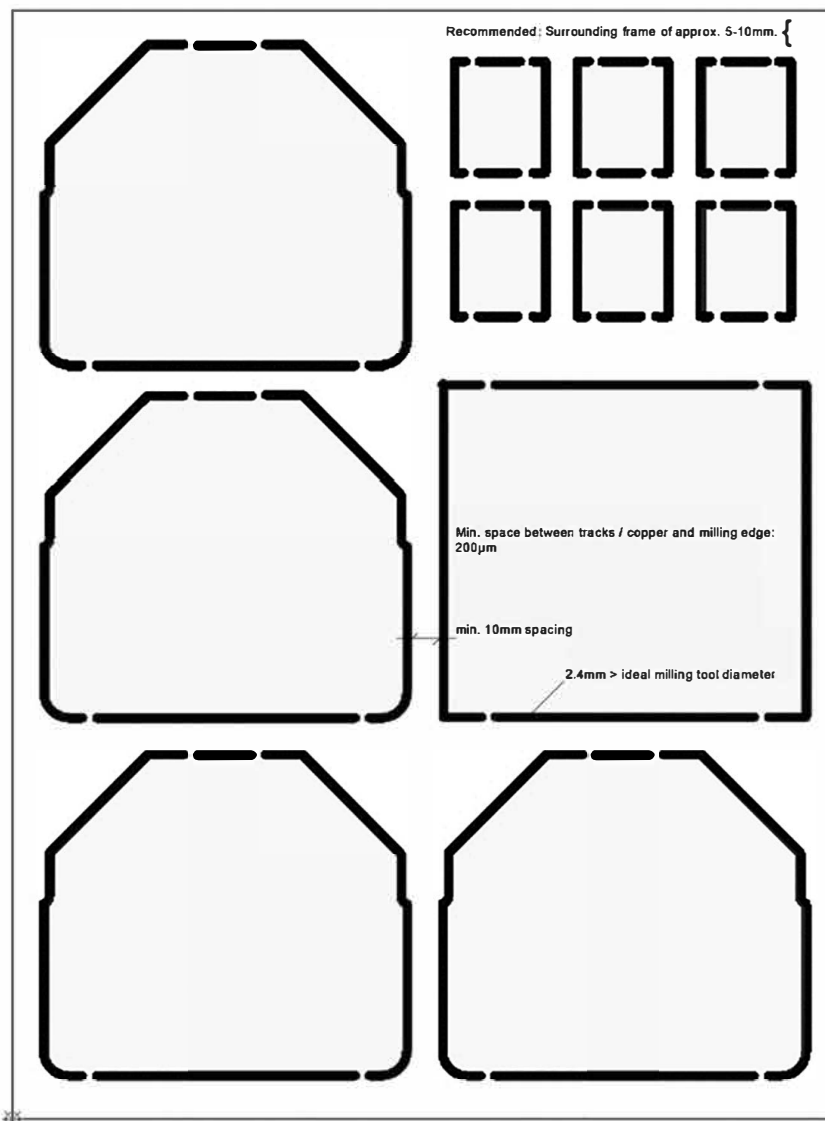 Recommended: Surrounding frame of approx. 5-10mm. {
Min. space between tracks / copper and milling edge:
200µm
min. 10mm spacing
2.4mm > ideal milling tool diameter